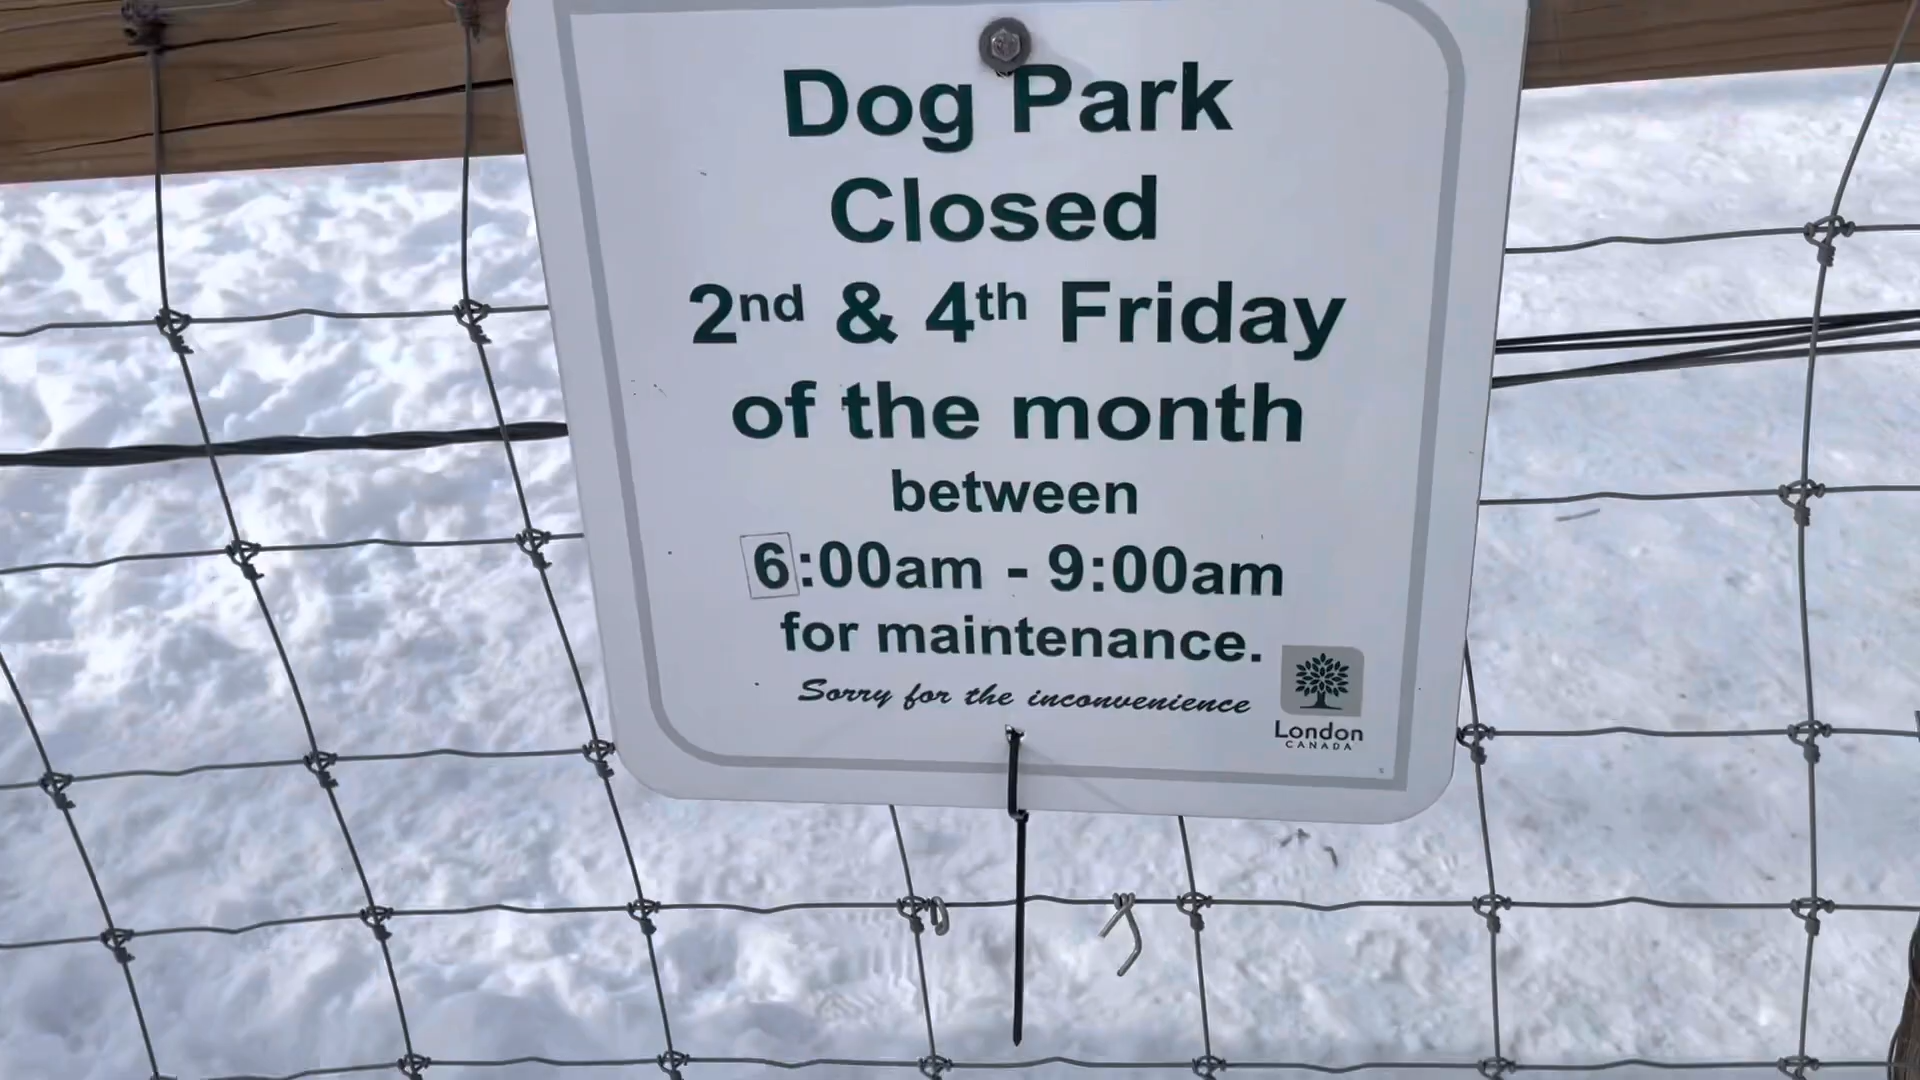 Dog Park
Closed
2nd & 4th Friday
of the month
between
6:00am - 9:00am
for maintenance.
Sorry for the inconvenience
London
CANADA